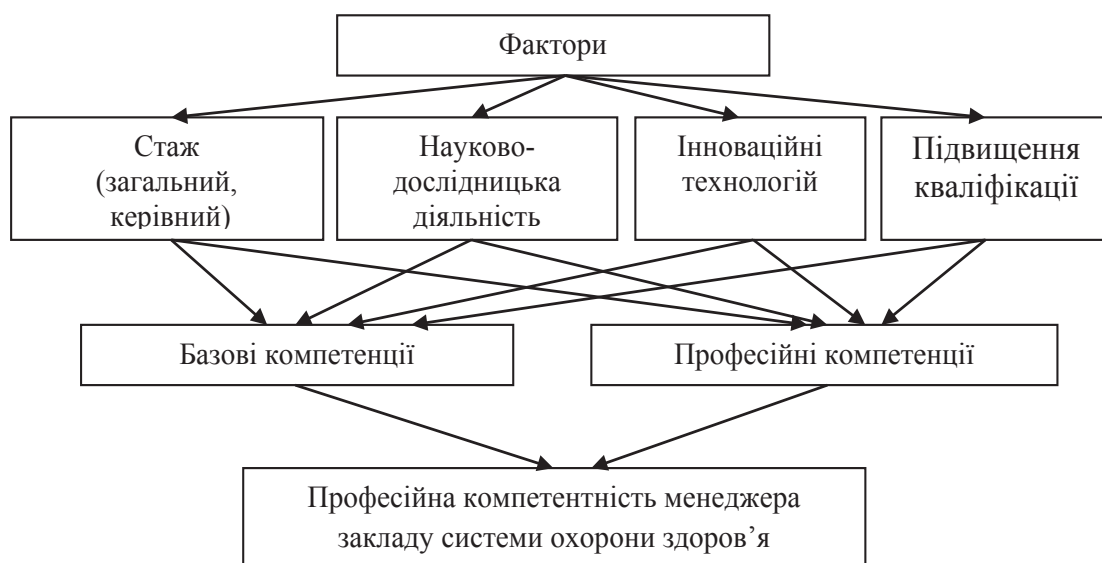 Фактори
Стаж
(загальний,
керівний)
Науково-
дослідницька
діяльність
Інноваційні
технологій
Підвищення
кваліфікації
Базові компетенції
Професійні компетенції
Професійна компетентність менеджера
закладу системи охорони здоров’я